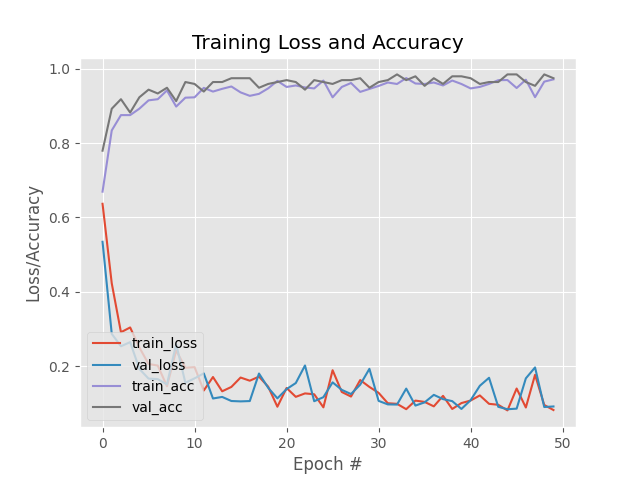 Training Loss and Accuracy
1.0
0.8
0.6
0.4
0.2
Loss/Accuracy
train_loss
val_loss
train_acc
val_acc
0
10
20
30
40
50
Epoch #